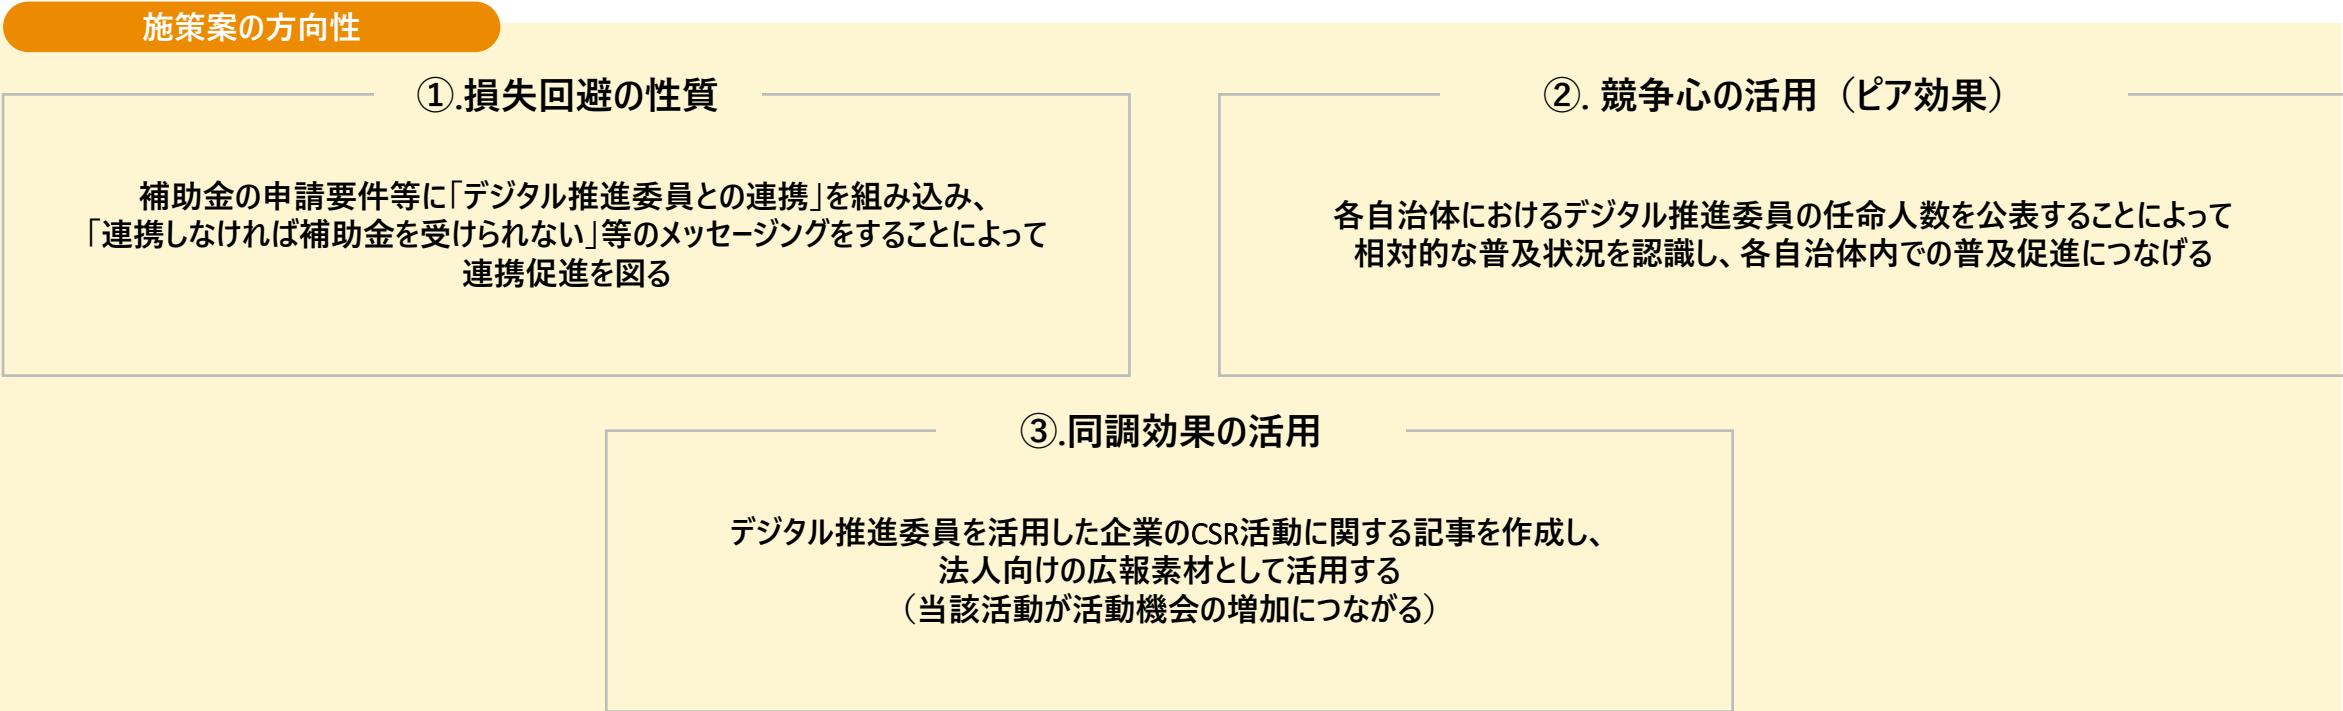 施策案の方向性
①.損失回避の性質
補助金の申請要件等に「デジタル推進委員との連携」を組み込み、
「連携しなければ補助金を受けられない」等のメッセージングをすることによって
連携促進を図る
②. 競争心の活用（ピア効果）
各自治体におけるデジタル推進委員の任命人数を公表することによって
相対的な普及状況を認識し、各自治体内での普及促進につなげる
③.同調効果の活用
デジタル推進委員を活用した企業のCSR活動に関する記事を作成し、
法人向けの広報素材として活用する
（当該活動が活動機会の増加につながる）